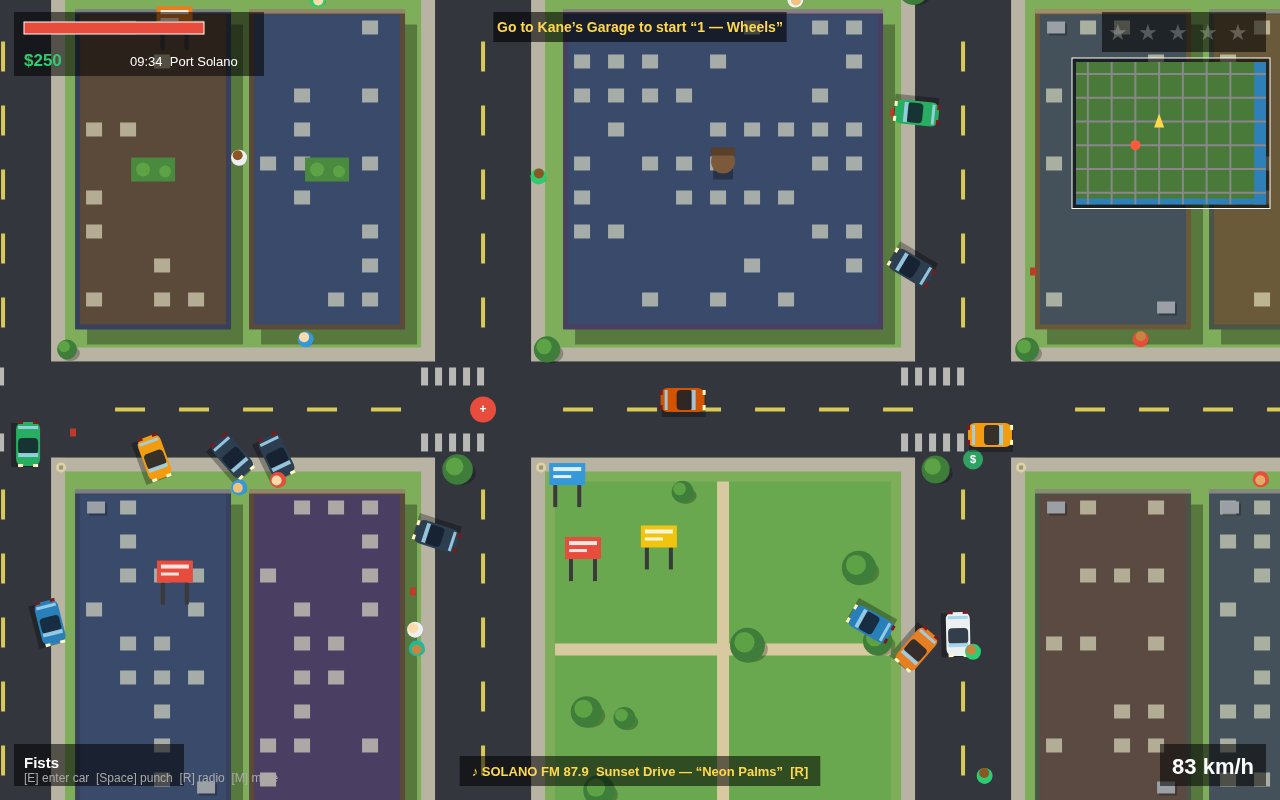 Go to Kane's Garage to start “1 — Wheels”
$250
09:34 Port Solano
$
Fists
[E] enter car [Space] punch [R] radio [M]
♪ SOLANO FM 87.9 Sunset Drive — “Neon Palms” [R]
83 km/h